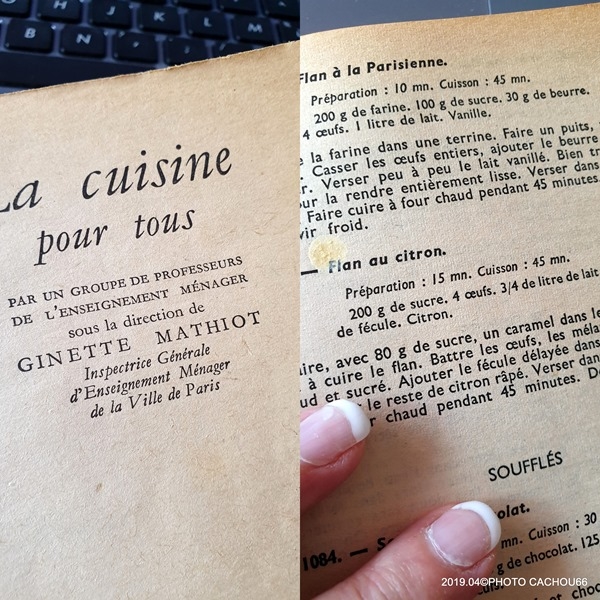 La cuisine
pour tous
PAR UN GROUPE DE PROFESSEURS
DE L'ENSEIGNEMENT MÉNAGER
sous la direction de
GINETTE MATHIOT
Inspectrice Générale
d'Enseignement Ménager
de la Ville de Paris
Flan à la Parisienne.
Préparation : 10 mn. Cuisson : 45 mn.
200 g de farine. 100 g de sucre. 30 g de beurre.
4 œufs. 1 litre de lait. Vanille.
la farine dans une terrine. Faire un puits,
Casser les œufs entiers, ajouter le beurre
Verser peu à peu le lait vanillé. Bien
la rendre entièrement lisse. Verser dans
Faire cuire à four chaud pendant 45 minutes.
froid.
— Flan au citron.
Préparation : 15 mn. Cuisson : 45 mn.
200 g de sucre. 4 œufs. 3/4 de litre de lait
de fécule. Citron.
avec 80 g de sucre, un caramel dans
à cuire le flan. Battre les œufs, les
et sucré. Ajouter la fécule délayée dans
le reste de citron râpé. Verser dans
chaud pendant 45 minutes.
SOUFFLÉS
1084. —
mn. Cuisson : 30
g de chocolat. 125
et
2019.04©PHOTO CACHOU66